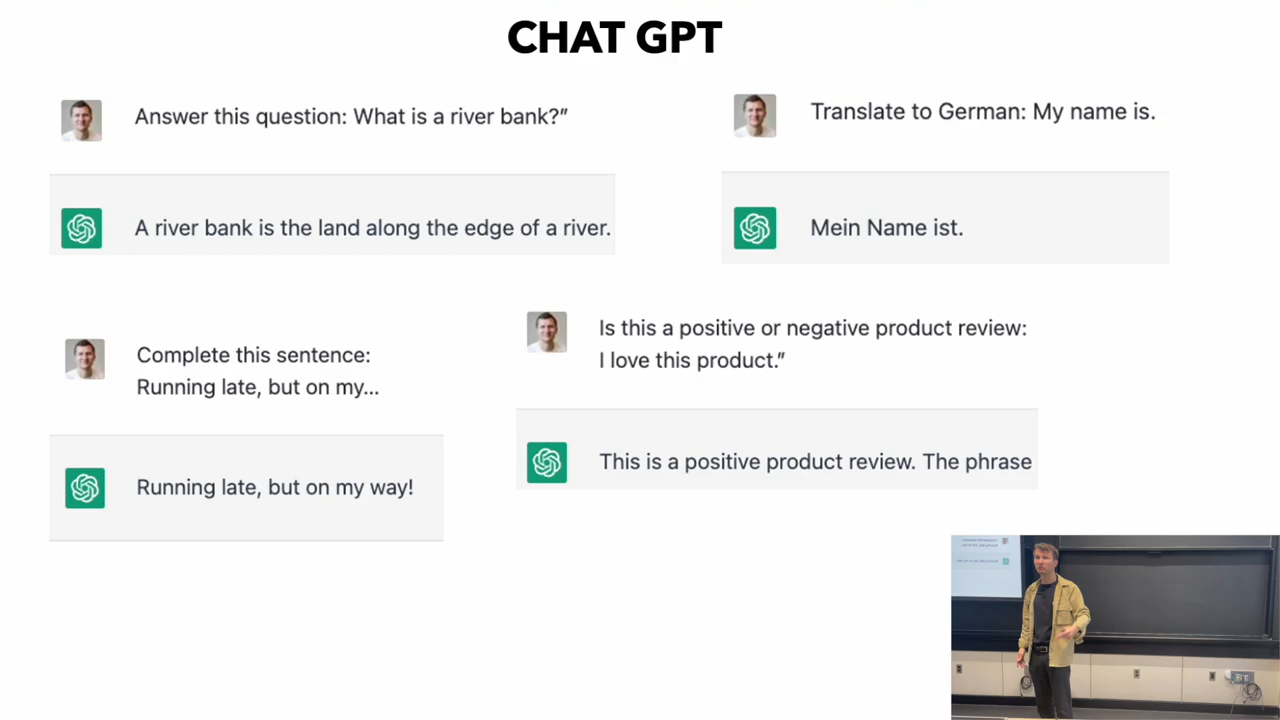 CHAT GPT
Answer this question: What is a river bank?”
A river bank is the land along the edge of a river.
Translate to German: My name is.
Mein Name ist.
Complete this sentence:
Running late, but on my...
Running late, but on my way!
Is this a positive or negative product review:
I love this product.”
This is a positive product review. The phrase